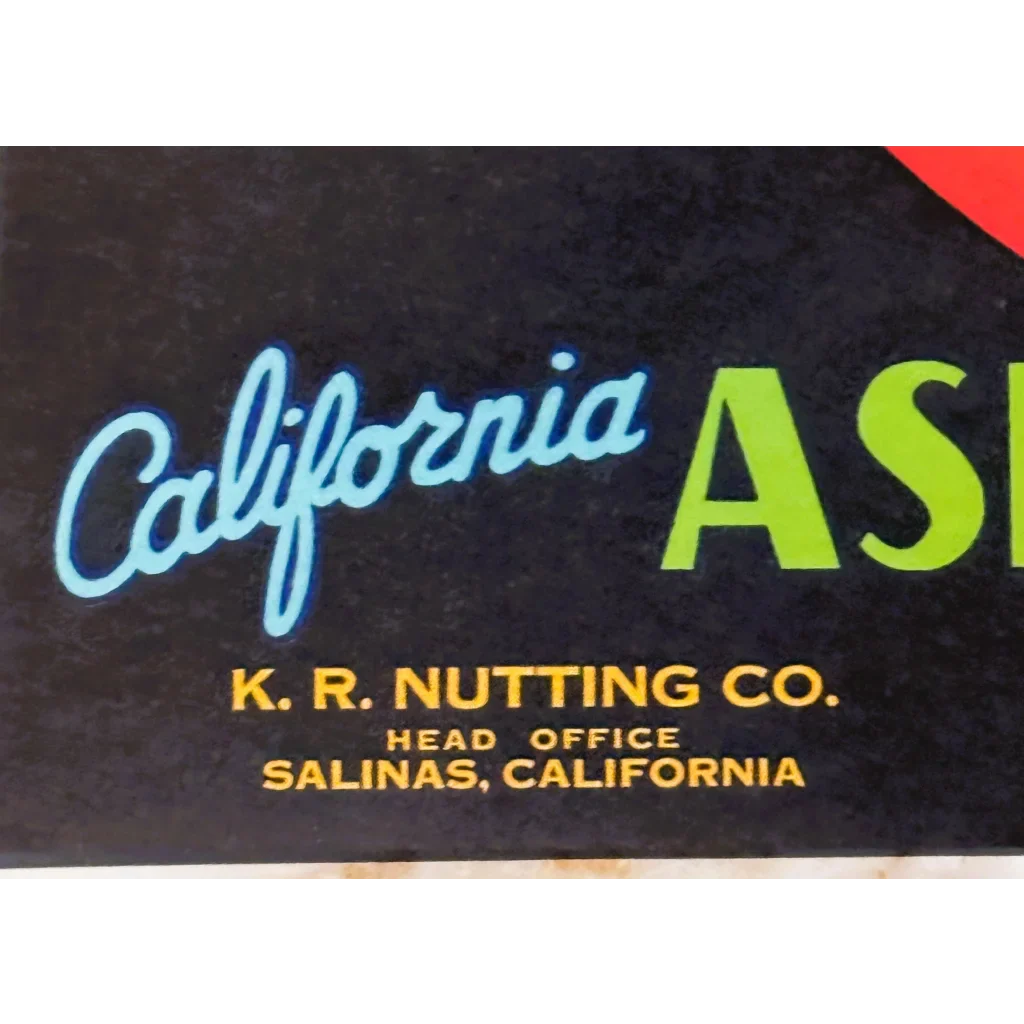 California AS
K. R. NUTTING CO.
HEAD OFFICE
SALINAS, CALIFORNIA